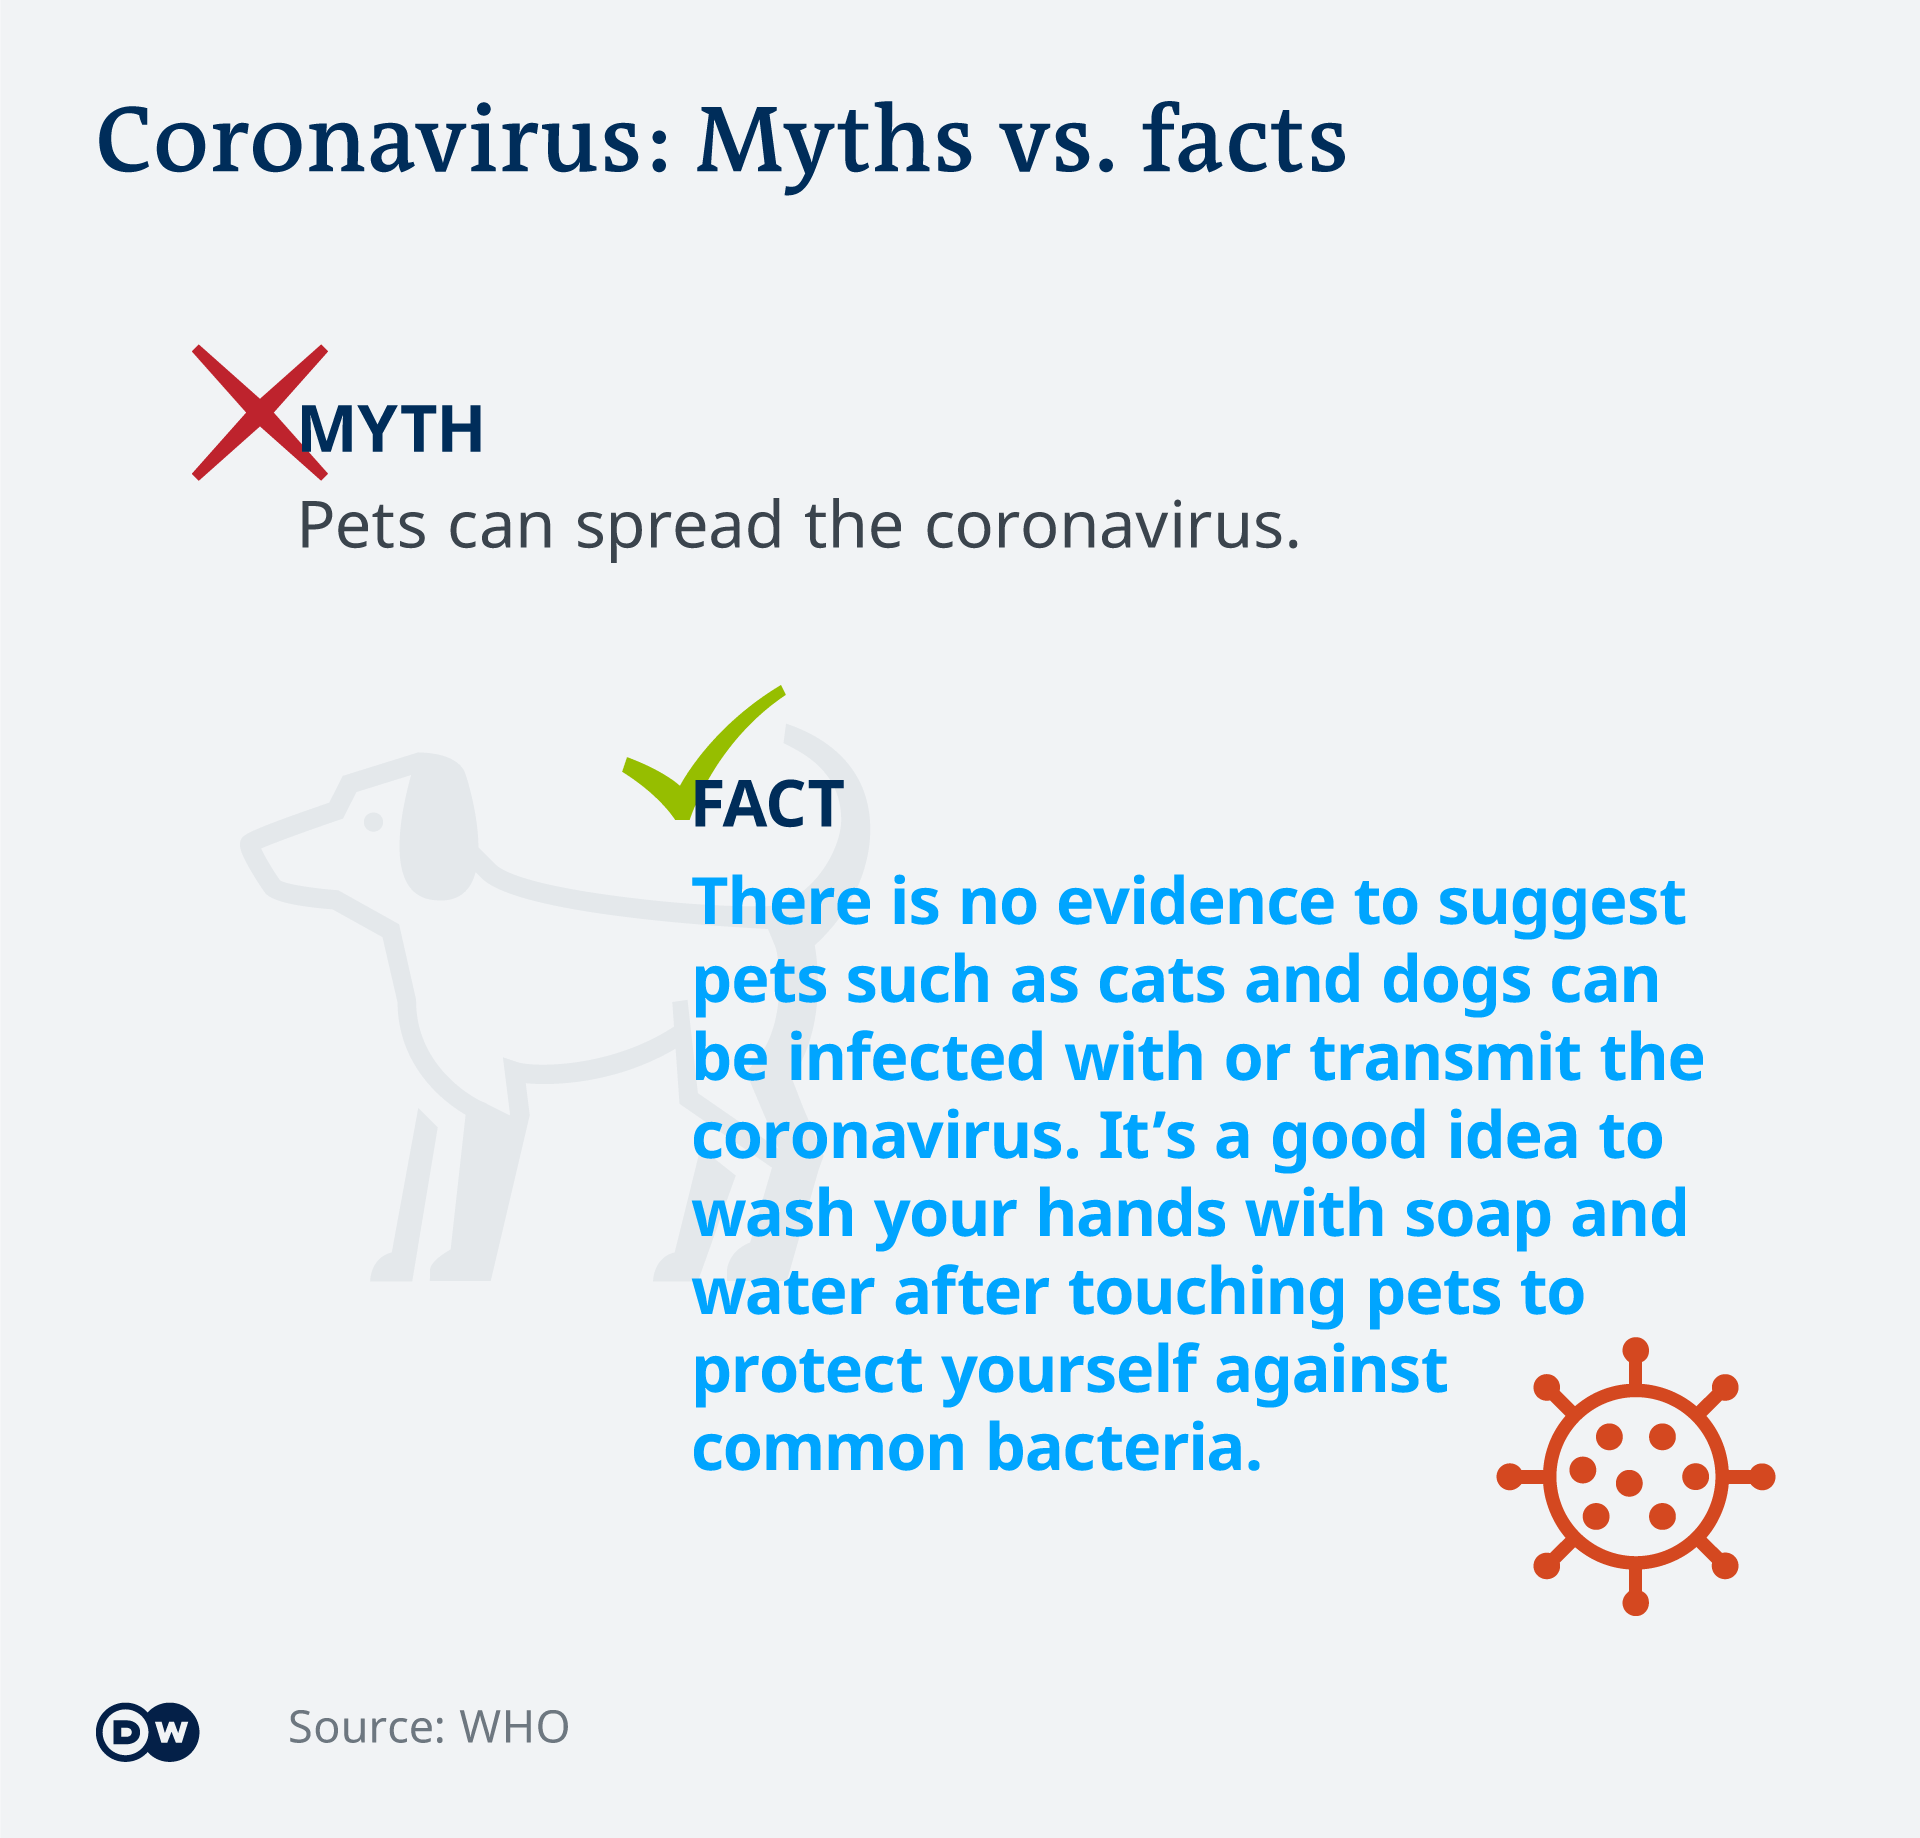 Coronavirus: Myths vs. facts
MYTH
Pets can spread the coronavirus.
FACT
There is no evidence to suggest
pets such as cats and dogs can
be infected with or transmit the
coronavirus. It’s a good idea to
wash your hands with soap and
water after touching pets to
protect yourself against
common bacteria.
DW
Source: WHO